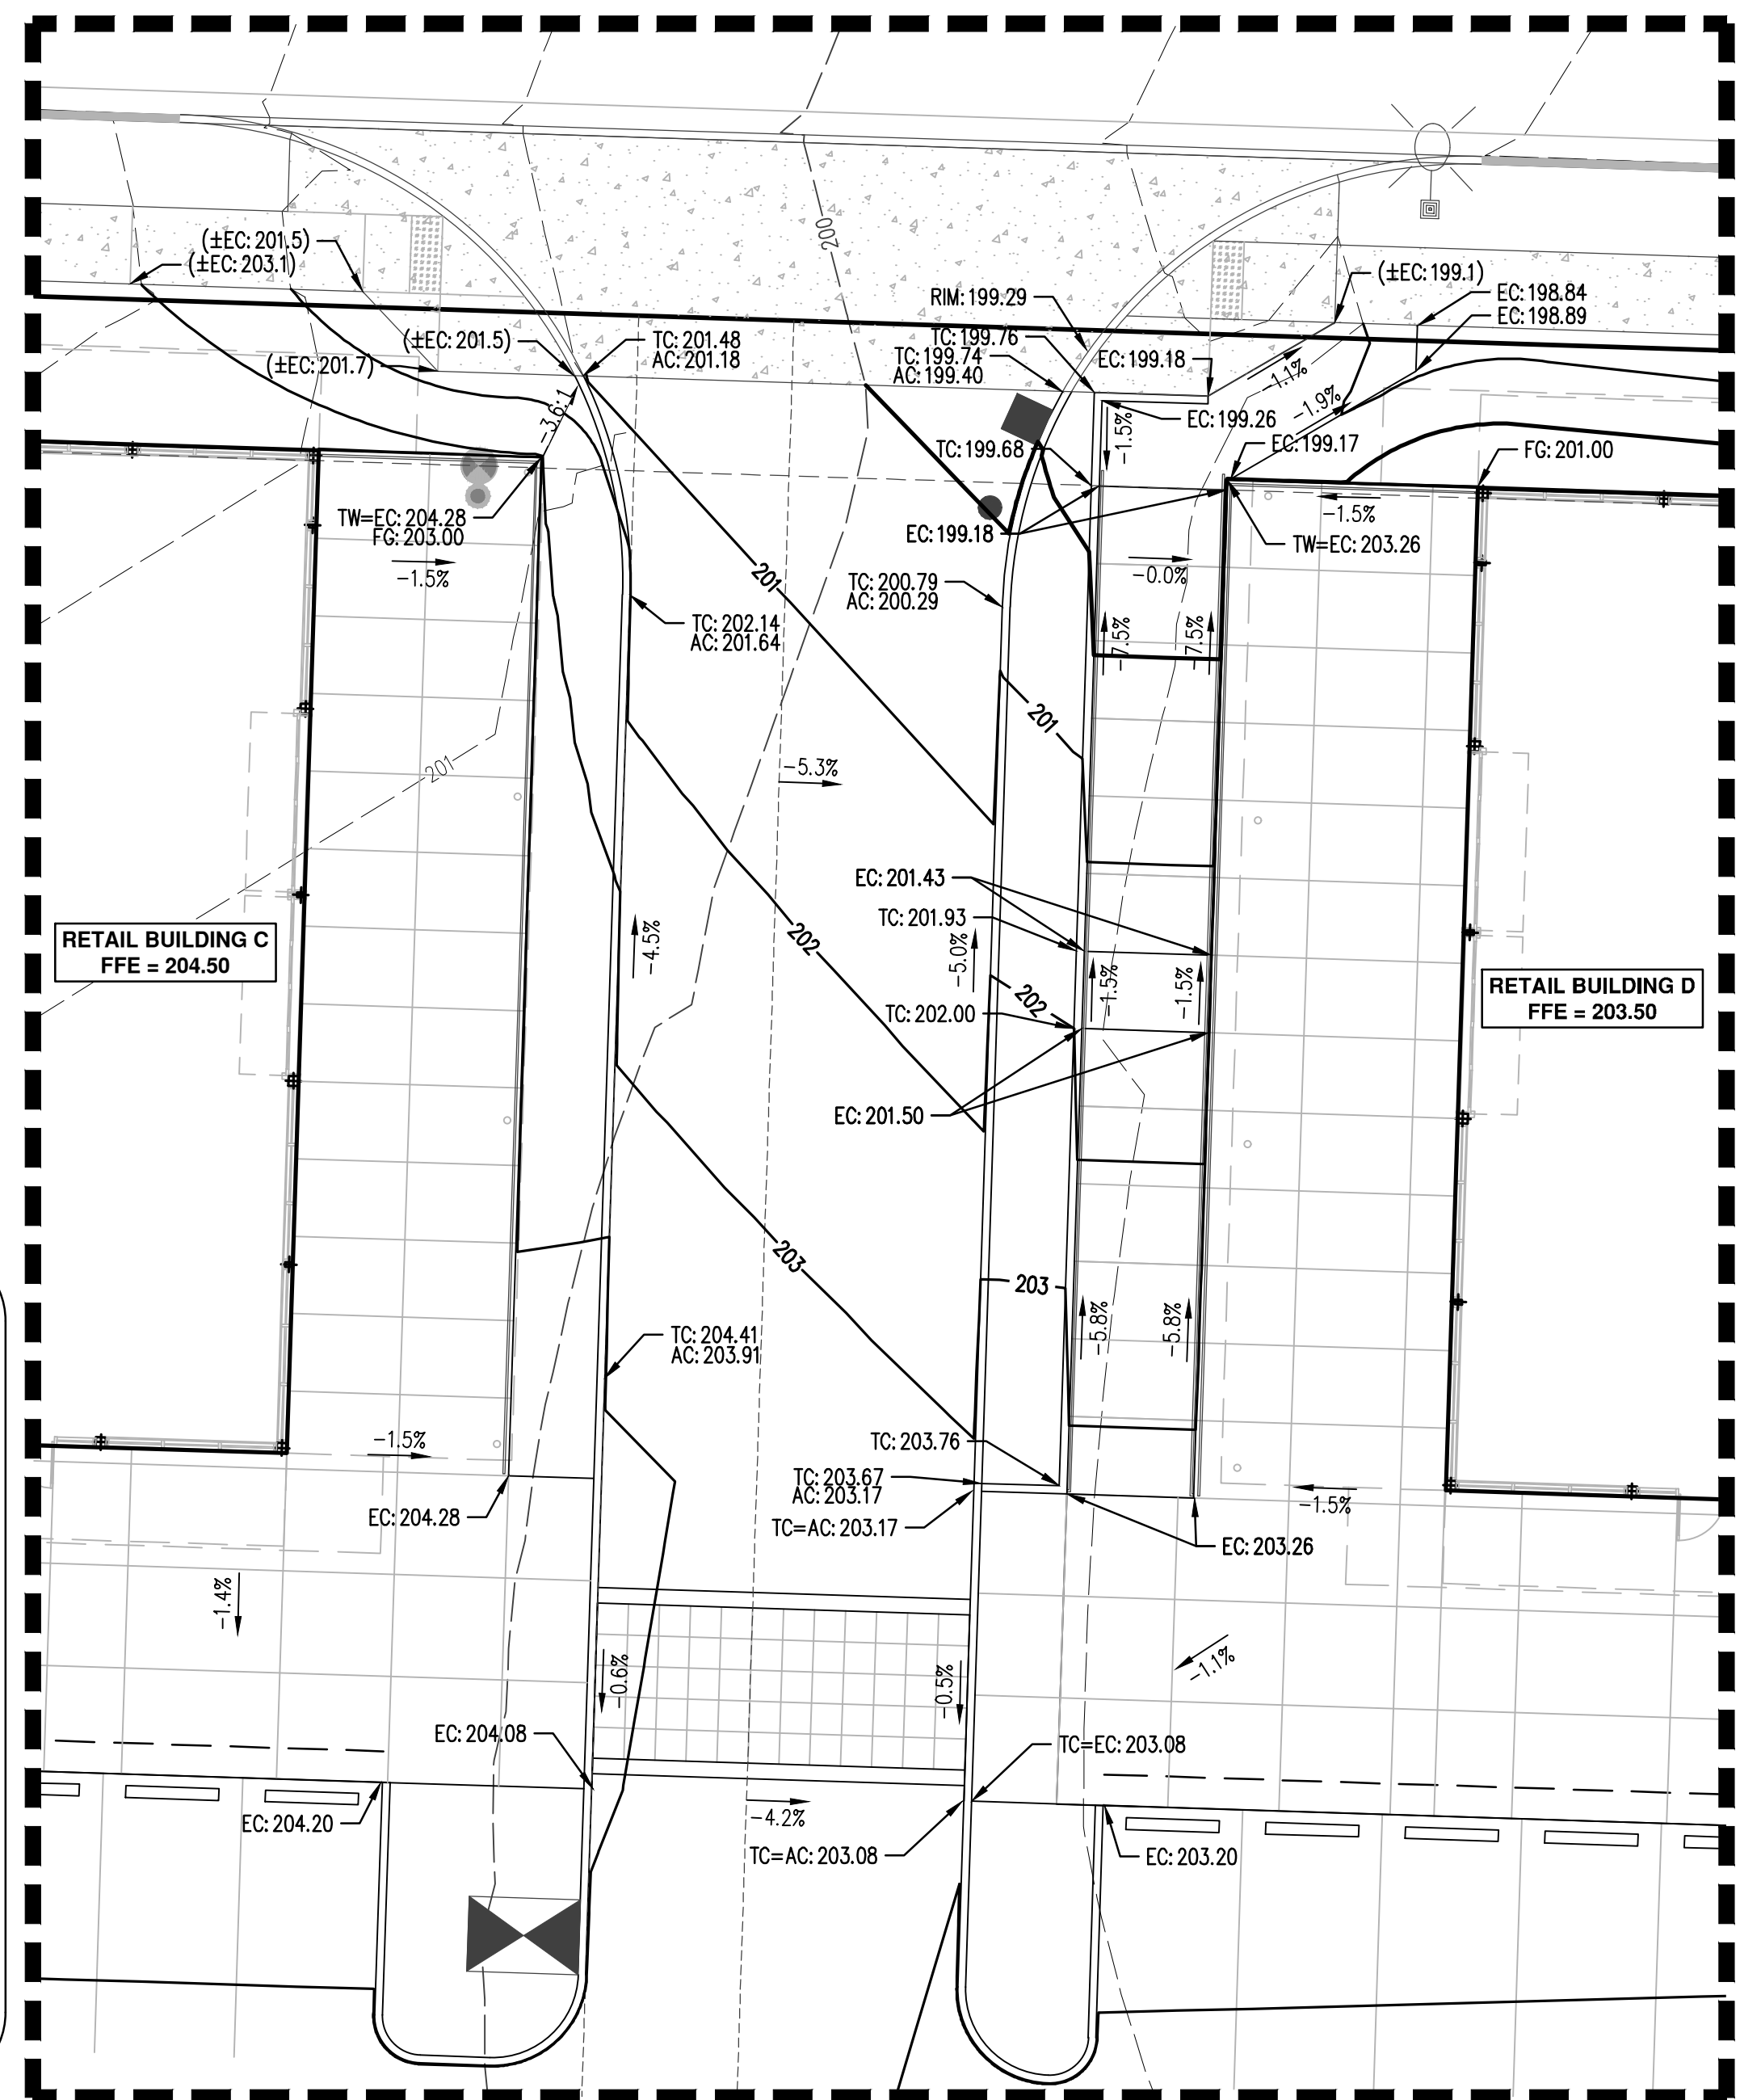 200
(±EC: 201.5)
(±EC: 203.1)
(±EC: 199.1)
RIM: 199.29
EC: 198.84
EC: 198.89
(±EC: 201.5)
TC: 201.48
AC: 201.18
TC: 199.76
TC: 199.74
AC: 199.40
EC: 199.18
(±EC: 201.7)
-1.1%
-1.9%
-3.6:1
EC: 199.26
-1.5%
TC: 199.68
EC: 199.17
FG: 201.00
TW=EC: 204.28
FG: 203.00
-1.5%
EC: 199.18
-1.5%
TW=EC: 203.26
-0.0%
201
TC: 200.79
AC: 200.29
TC: 202.14
AC: 201.64
-7.5%
-7.5%
201
201
-5.3%
EC: 201.43
TC: 201.93
RETAIL BUILDING C
FFE = 204.50
-4.5%
202
-5.0%
-1.5%
-1.5%
202
TC: 202.00
RETAIL BUILDING D
FFE = 203.50
EC: 201.50
203
203
-5.8%
-5.8%
TC: 204.41
AC: 203.91
-1.5%
TC: 203.76
TC: 203.67
AC: 203.17
-1.5%
EC: 204.28
TC=AC: 203.17
EC: 203.26
-1.4%
-0.6%
-0.5%
-1.1%
EC: 204.08
TC=EC: 203.08
EC: 204.20
-4.2%
TC=AC: 203.08
EC: 203.20